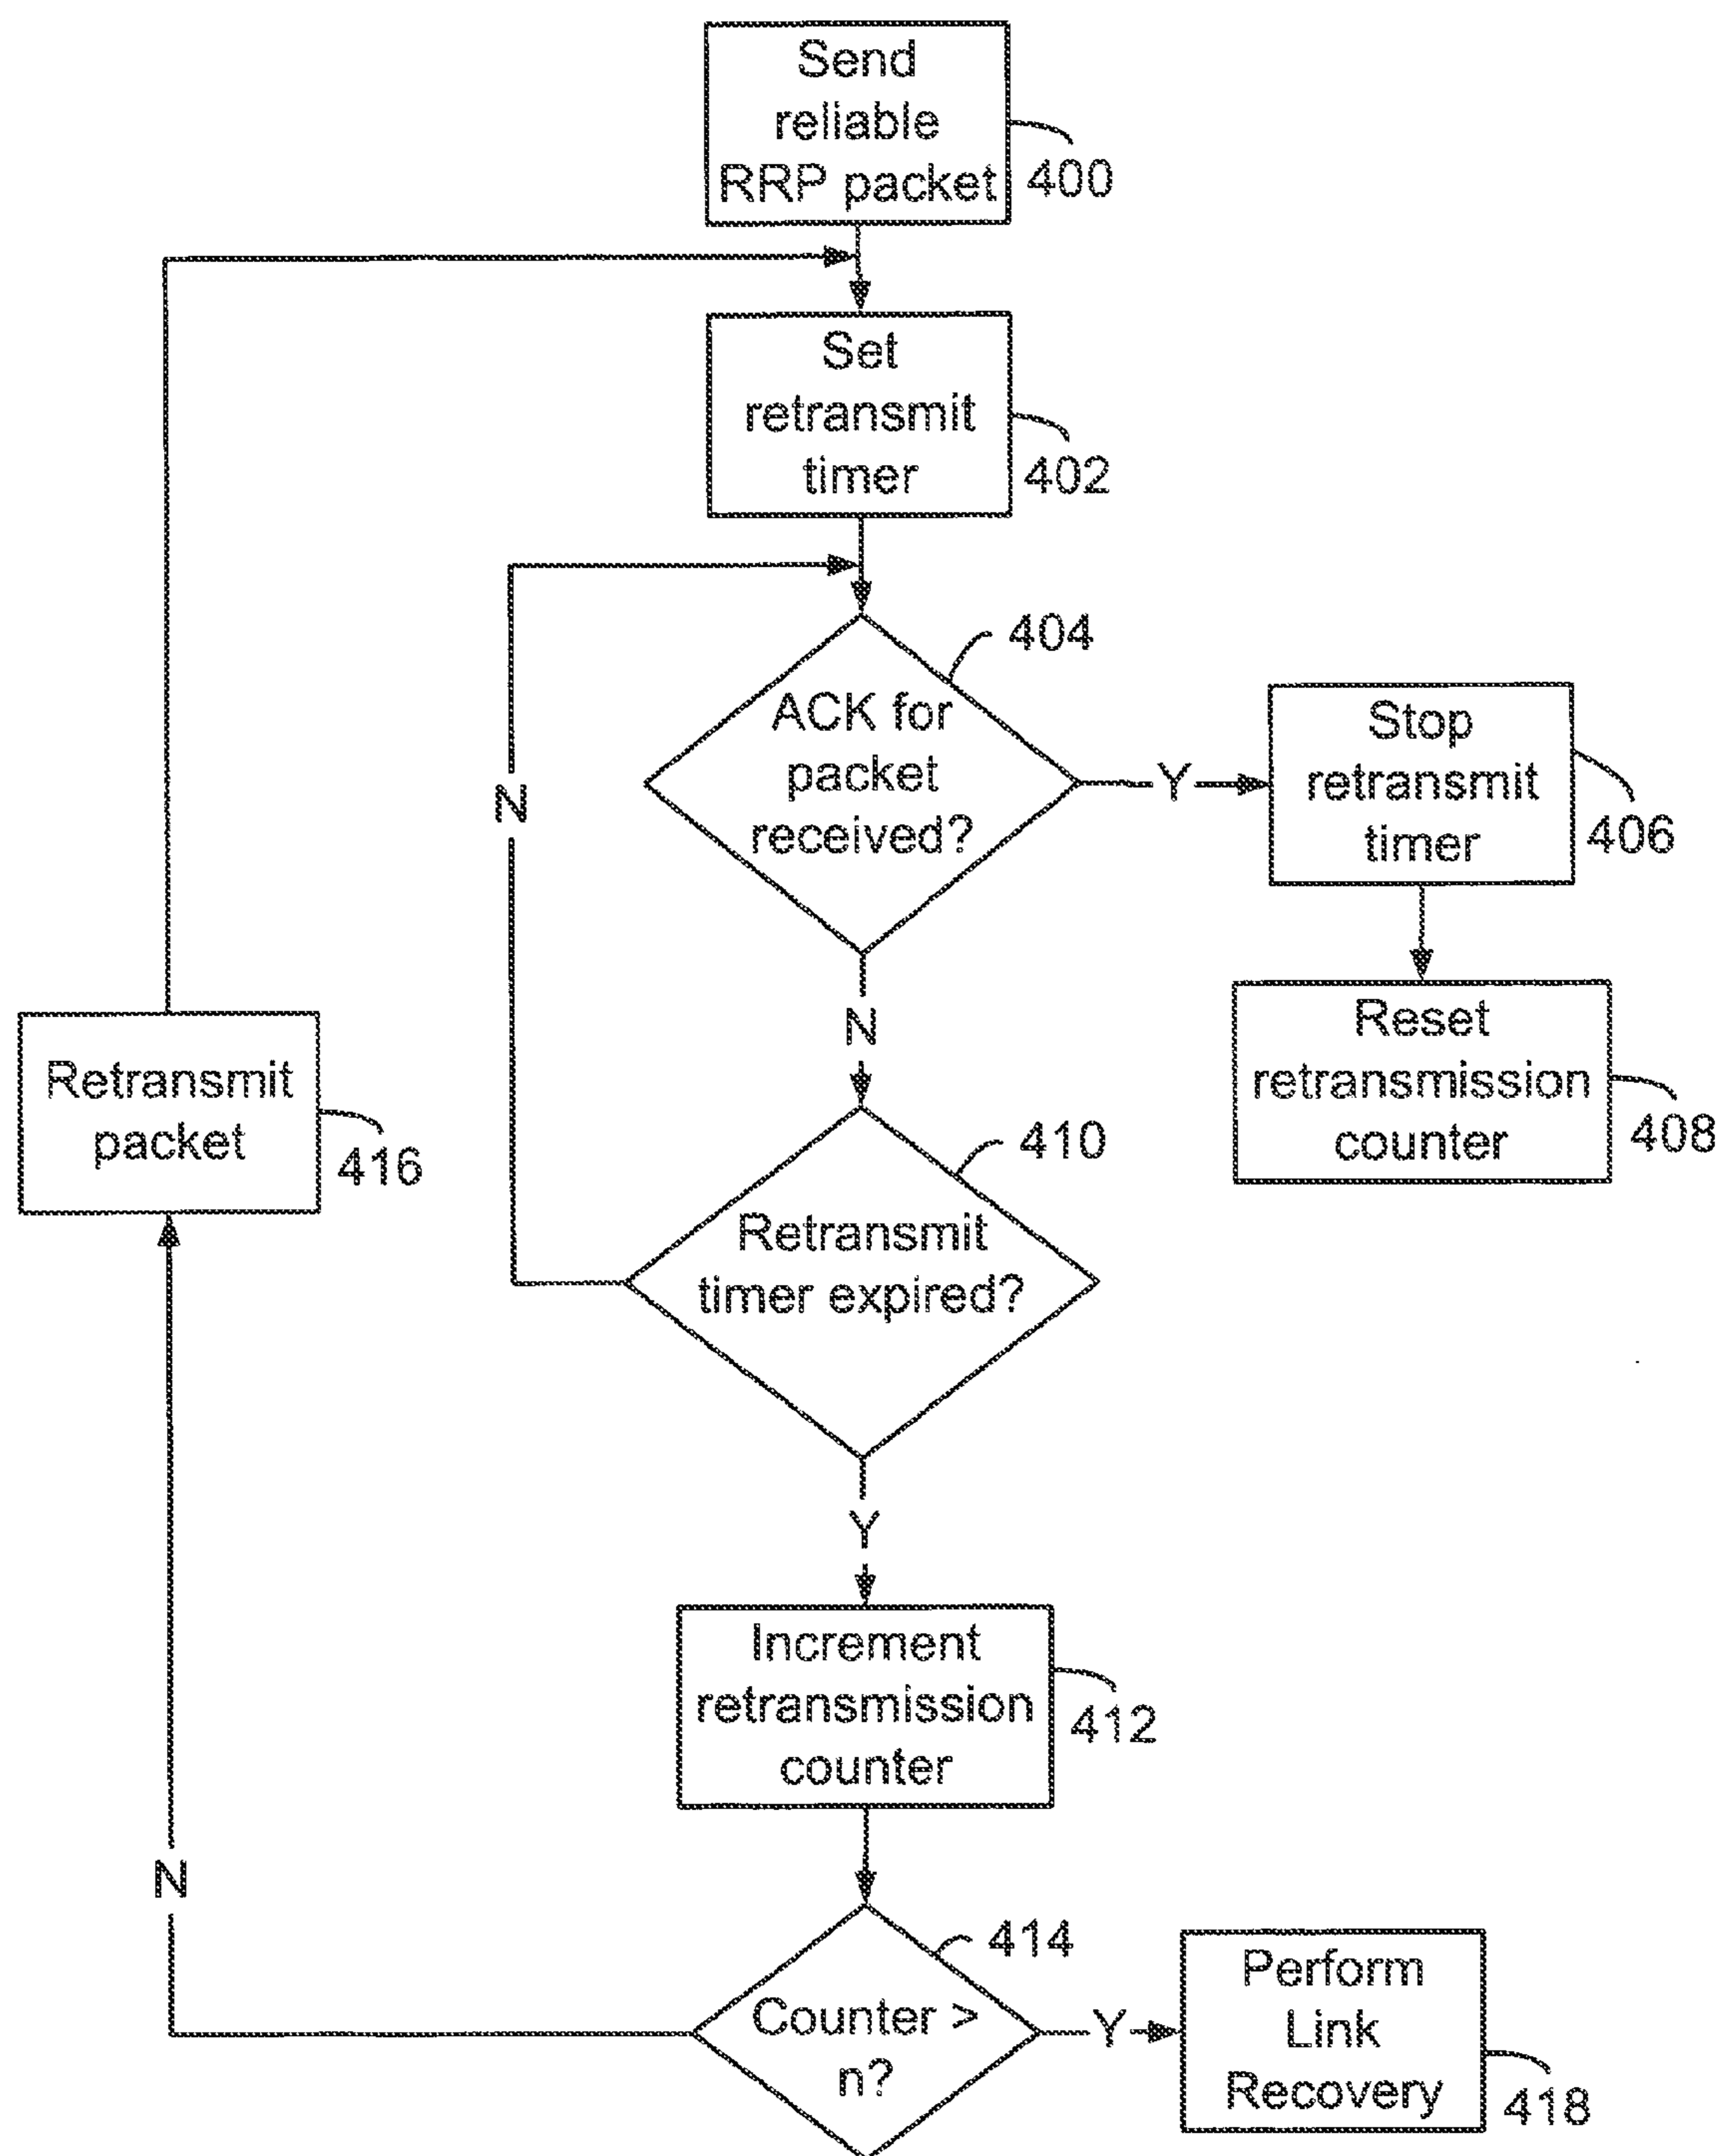 Send
reliable
RRP packet
400
Set
retransmit
timer
402
404
ACK for
packet
received?
Y
Stop
retransmit
timer
406
N
N
Reset
retransmission
counter
408
Retransmit
packet
416
410
Retransmit
timer expired?
Y
Increment
retransmission
counter
412
N
414
Counter >
n?
Y
Perform
Link
Recovery
418